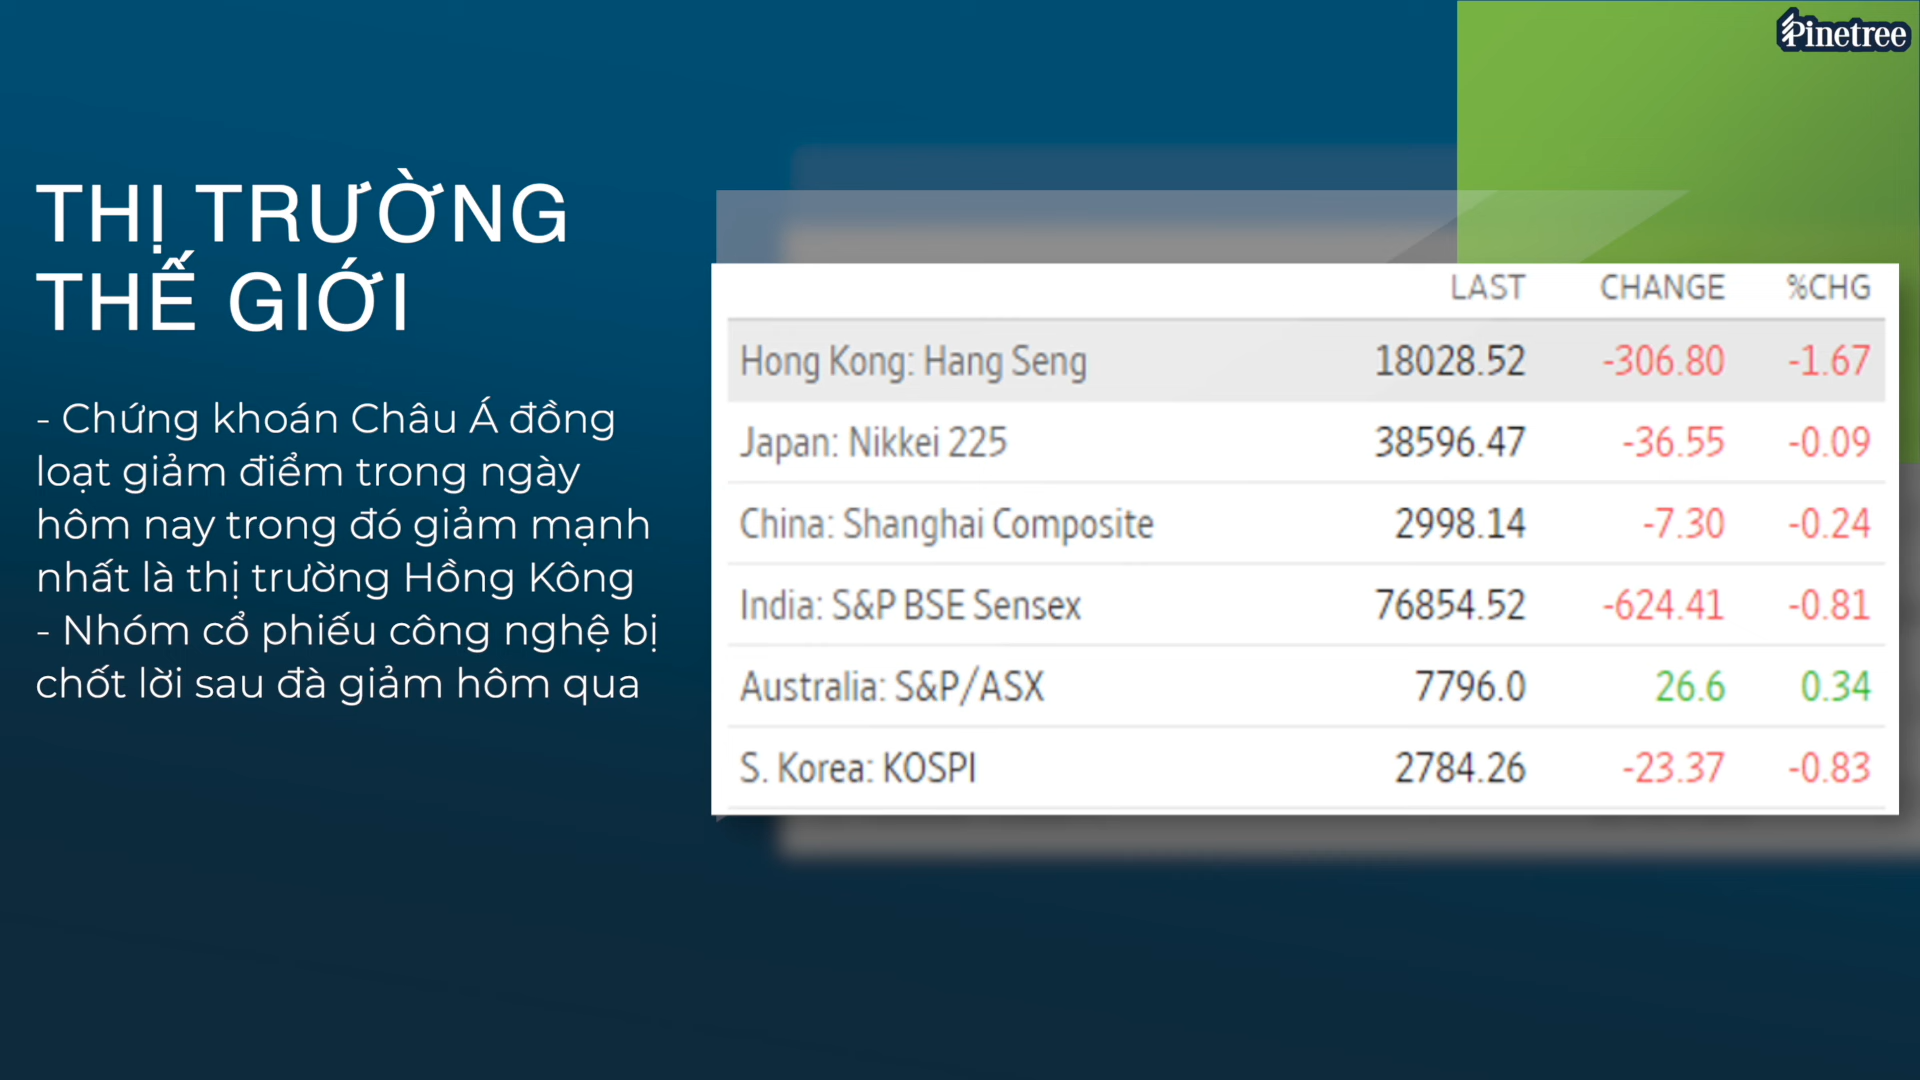 Pinetree
THỊ TRƯỜNG
THẾ GIỚI
- Chứng khoán Châu Á đồng
loạt giảm điểm trong ngày
hôm nay trong đó giảm mạnh
nhất là thị trường Hồng Kông
- Nhóm cổ phiếu công nghệ bị
chốt lời sau đà giảm hôm qua
LAST CHANGE %CHG
Hong Kong: Hang Seng 18028.52 -306.80 -1.67
Japan: Nikkei 225 38596.47 -36.55 -0.09
China: Shanghai Composite 2998.14 -7.30 -0.24
India: S&P BSE Sensex 76854.52 -624.41 -0.81
Australia: S&P/ASX 7796.0 26.6 0.34
S. Korea: KOSPI 2784.26 -23.37 -0.83